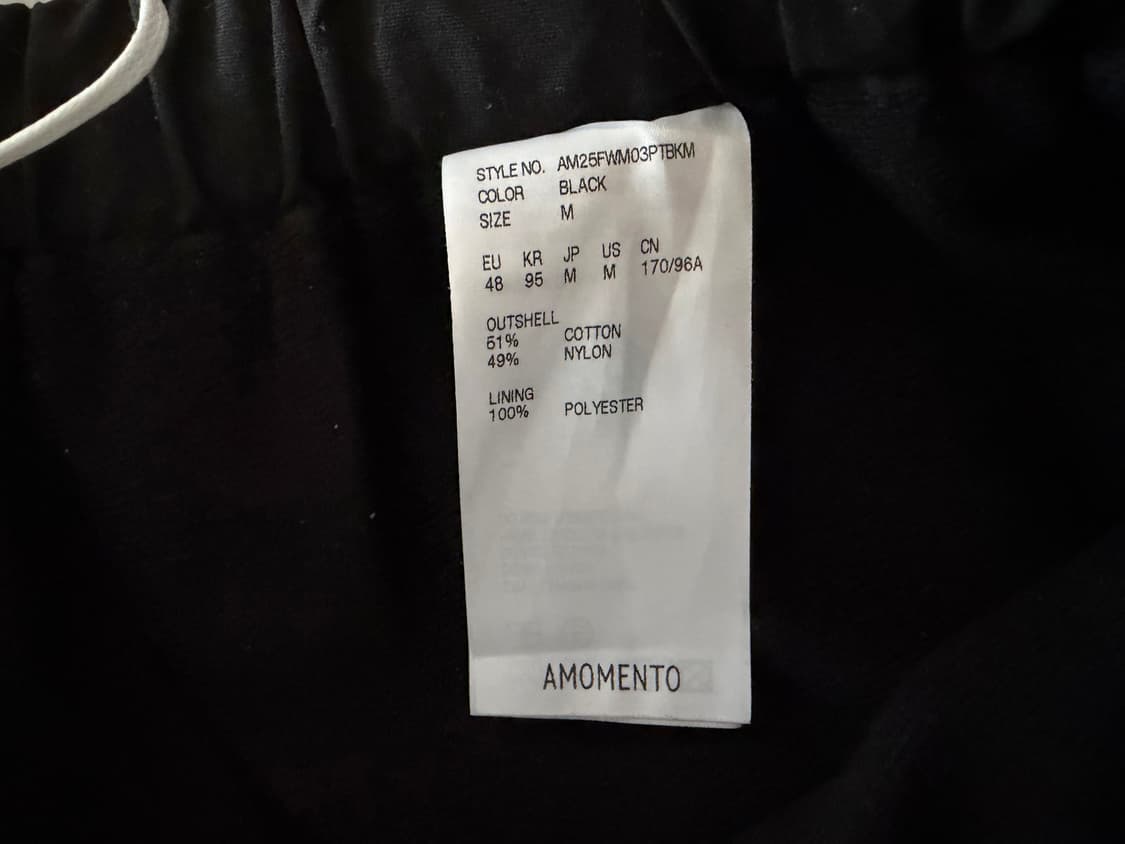 STYLE NO. AM25FWM03PTBKM
COLOR BLACK
SIZE M
EU KR JP US CN
48 95 M M 170/96A
OUTSHELL
51% COTTON
49% NYLON
LINING
100% POLYESTER
AMOMENTO